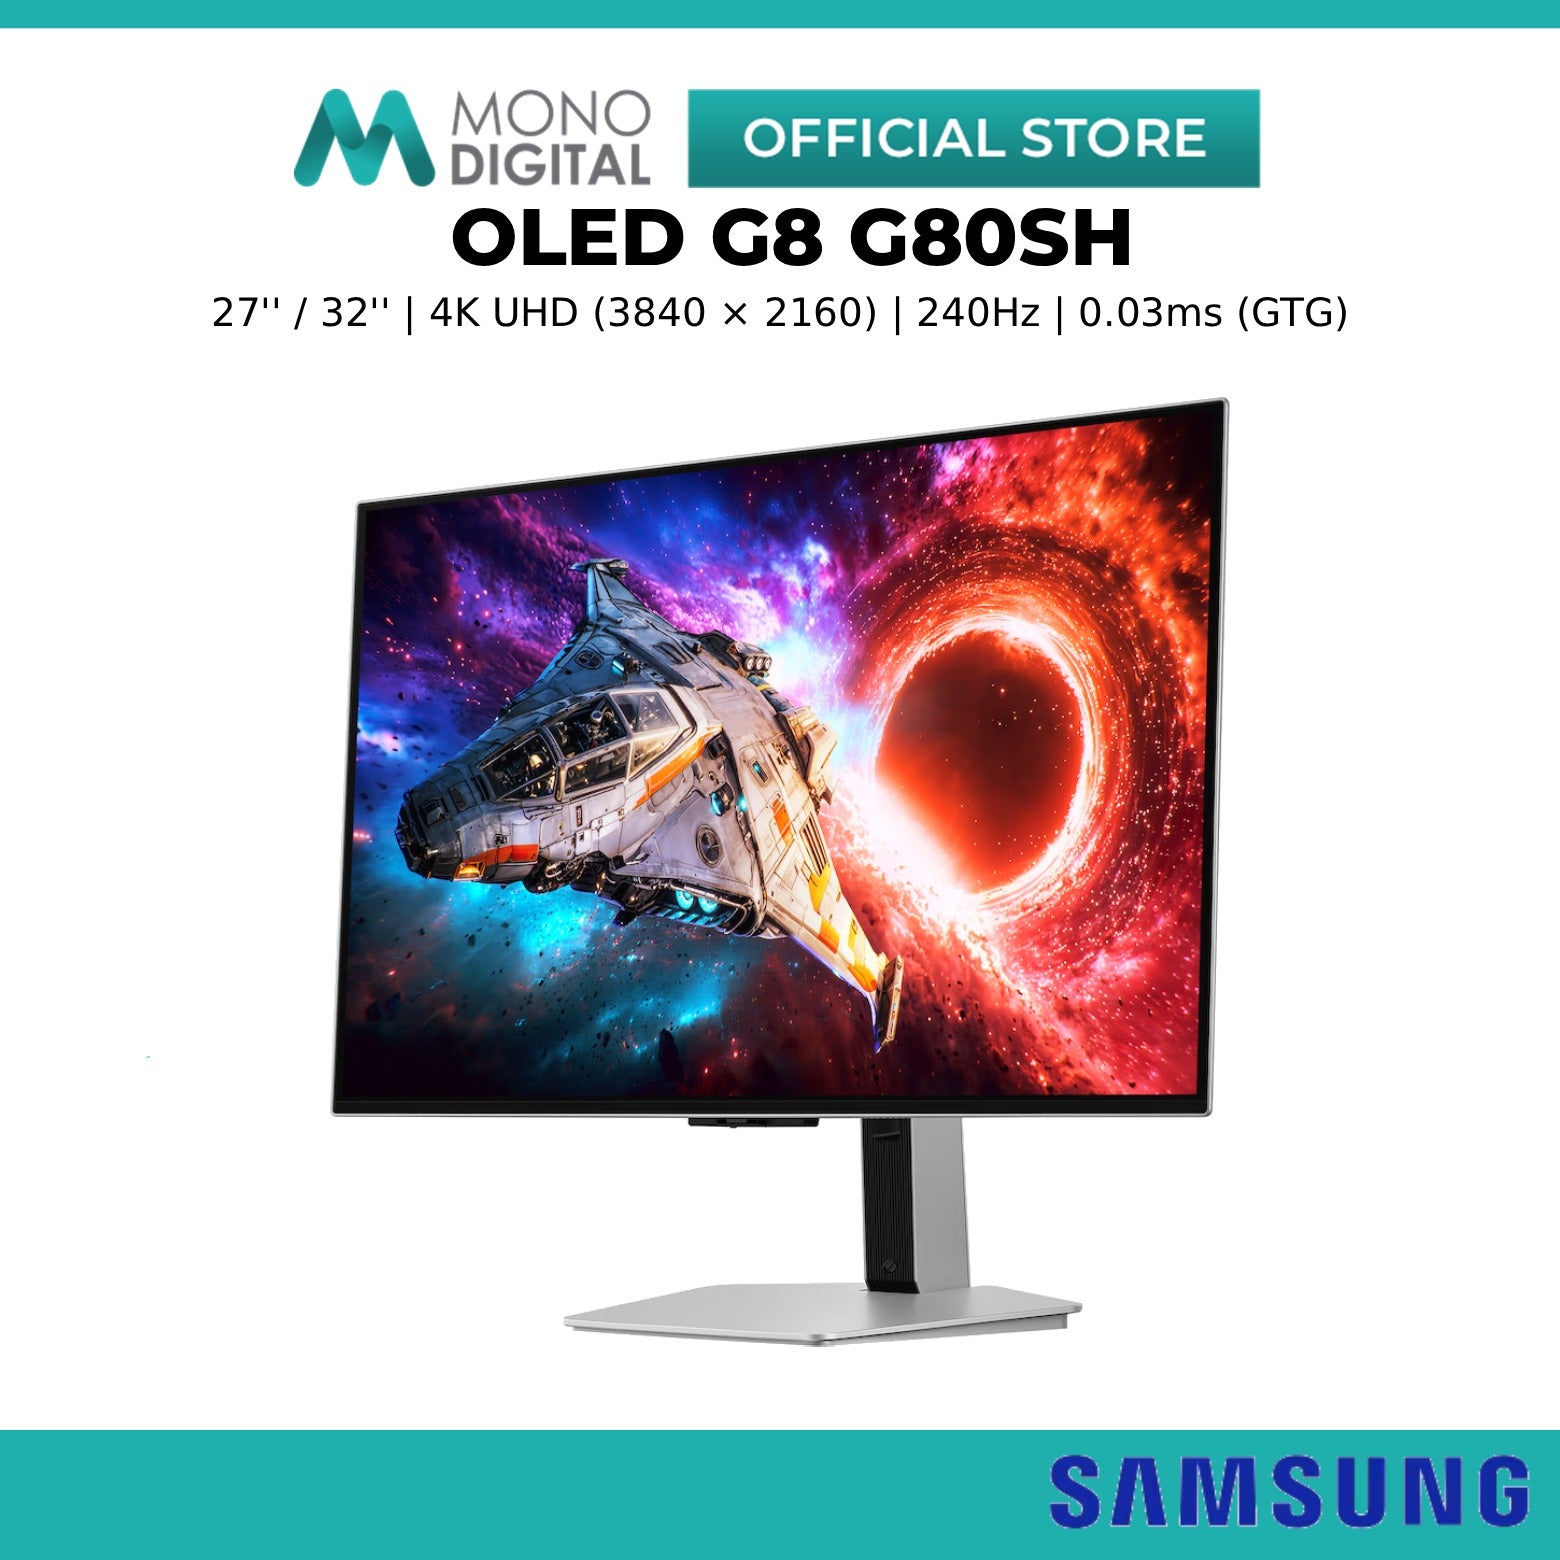 MONO
DIGITAL
OFFICIAL STORE
OLED G8 G80SH
27'' / 32'' | 4K UHD (3840 × 2160) | 240Hz | 0.03ms (GTG)
SAMSUNG